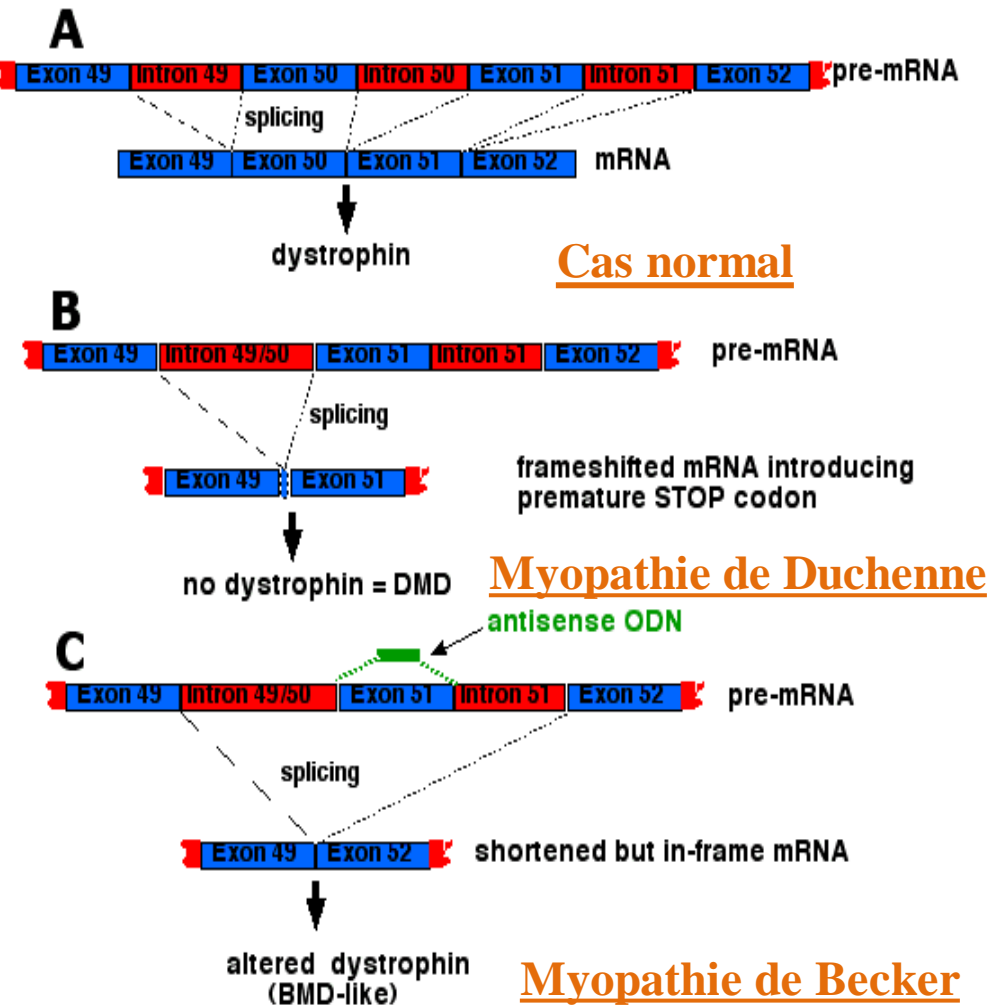 A
Exon 49 Intron 49 Exon 50 Intron 50 Exon 51 Intron 51 Exon 52 pre-mRNA
splicing
Exon 49 Exon 50 Exon 51 Exon 52 mRNA
dystrophin
Cas normal
B
Exon 49 Intron 49/50 Exon 51 Intron 51 Exon 52 pre-mRNA
splicing
Exon 49 Exon 51
frameshifted mRNA introducing
premature STOP codon
no dystrophin = DMD
Myopathie de Duchenne
antisense ODN
C
Exon 49 Intron 49/50 Exon 51 Intron 51 Exon 52 pre-mRNA
splicing
Exon 49 Exon 52 shortened but in-frame mRNA
altered dystrophin
(BMD-like)
Myopathie de Becker